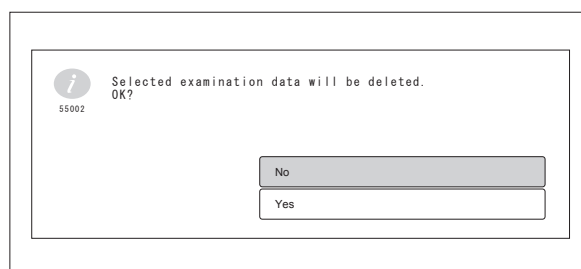 i
Selected examination data will be deleted.
OK?
55002
No
Yes